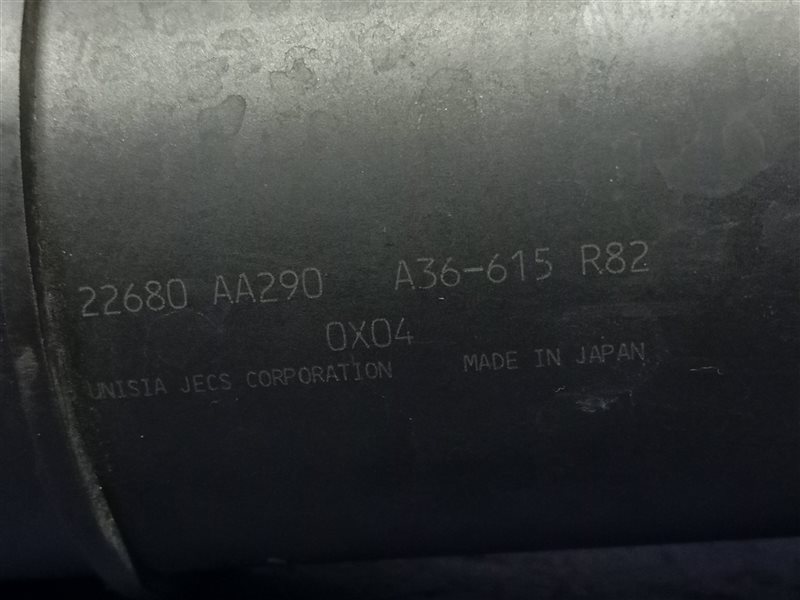 22680 AA290 A36-615 R82
0X04
UNISIA JECS CORPORATION MADE IN JAPAN